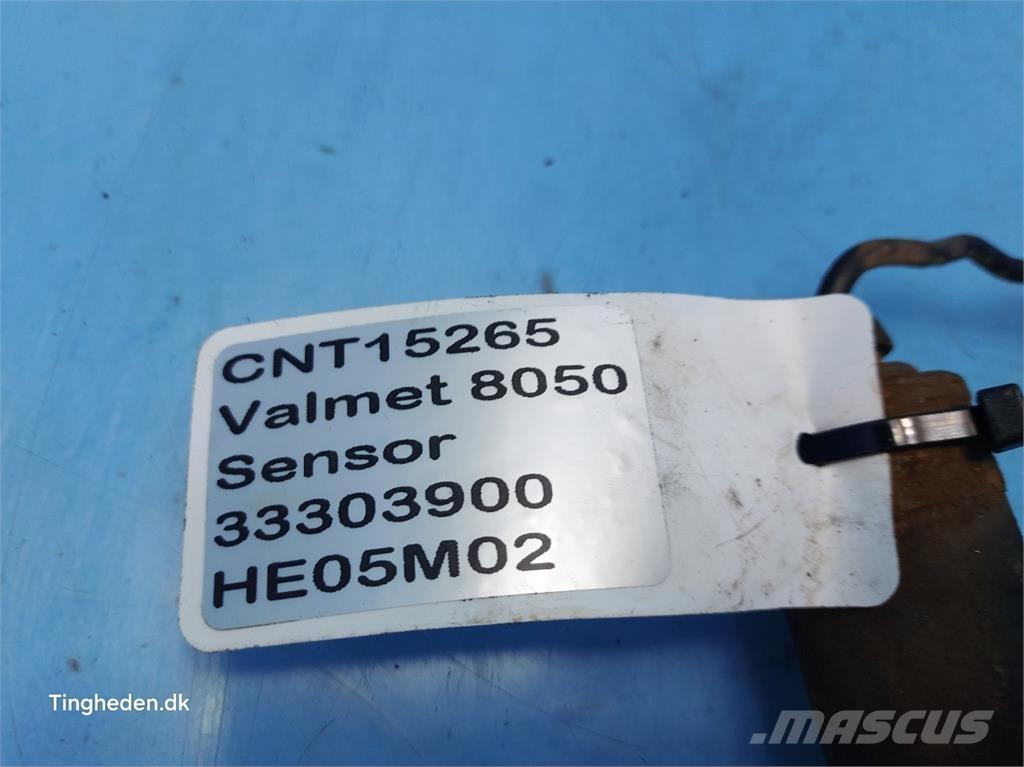 CNT15265
Valmet 8050
Sensor
33303900
HE05M02
Tingheden.dk
MASCUS